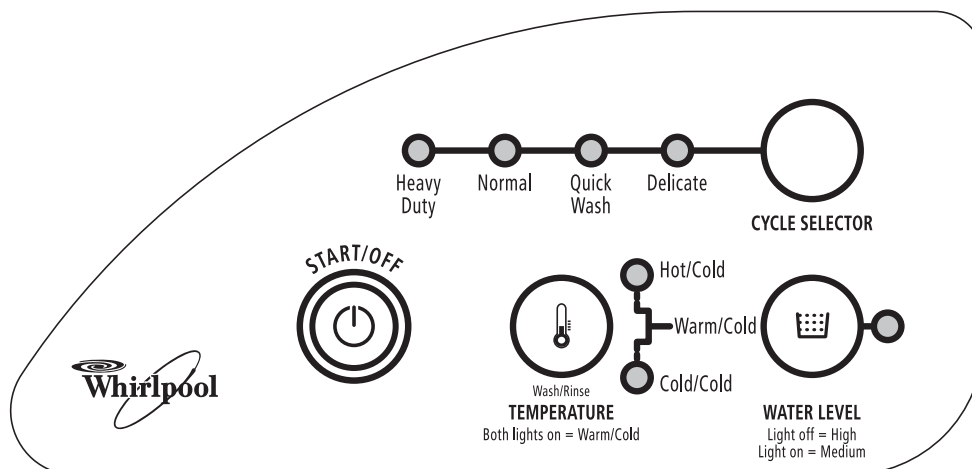 Heavy Duty
Normal
Quick Wash
Delicate
CYCLE SELECTOR
START/OFF
Hot/Cold
Warm/Cold
Cold/Cold
Whirlpool
Wash/Rinse
TEMPERATURE
Both lights on = Warm/Cold
WATER LEVEL
Light off = High
Light on = Medium